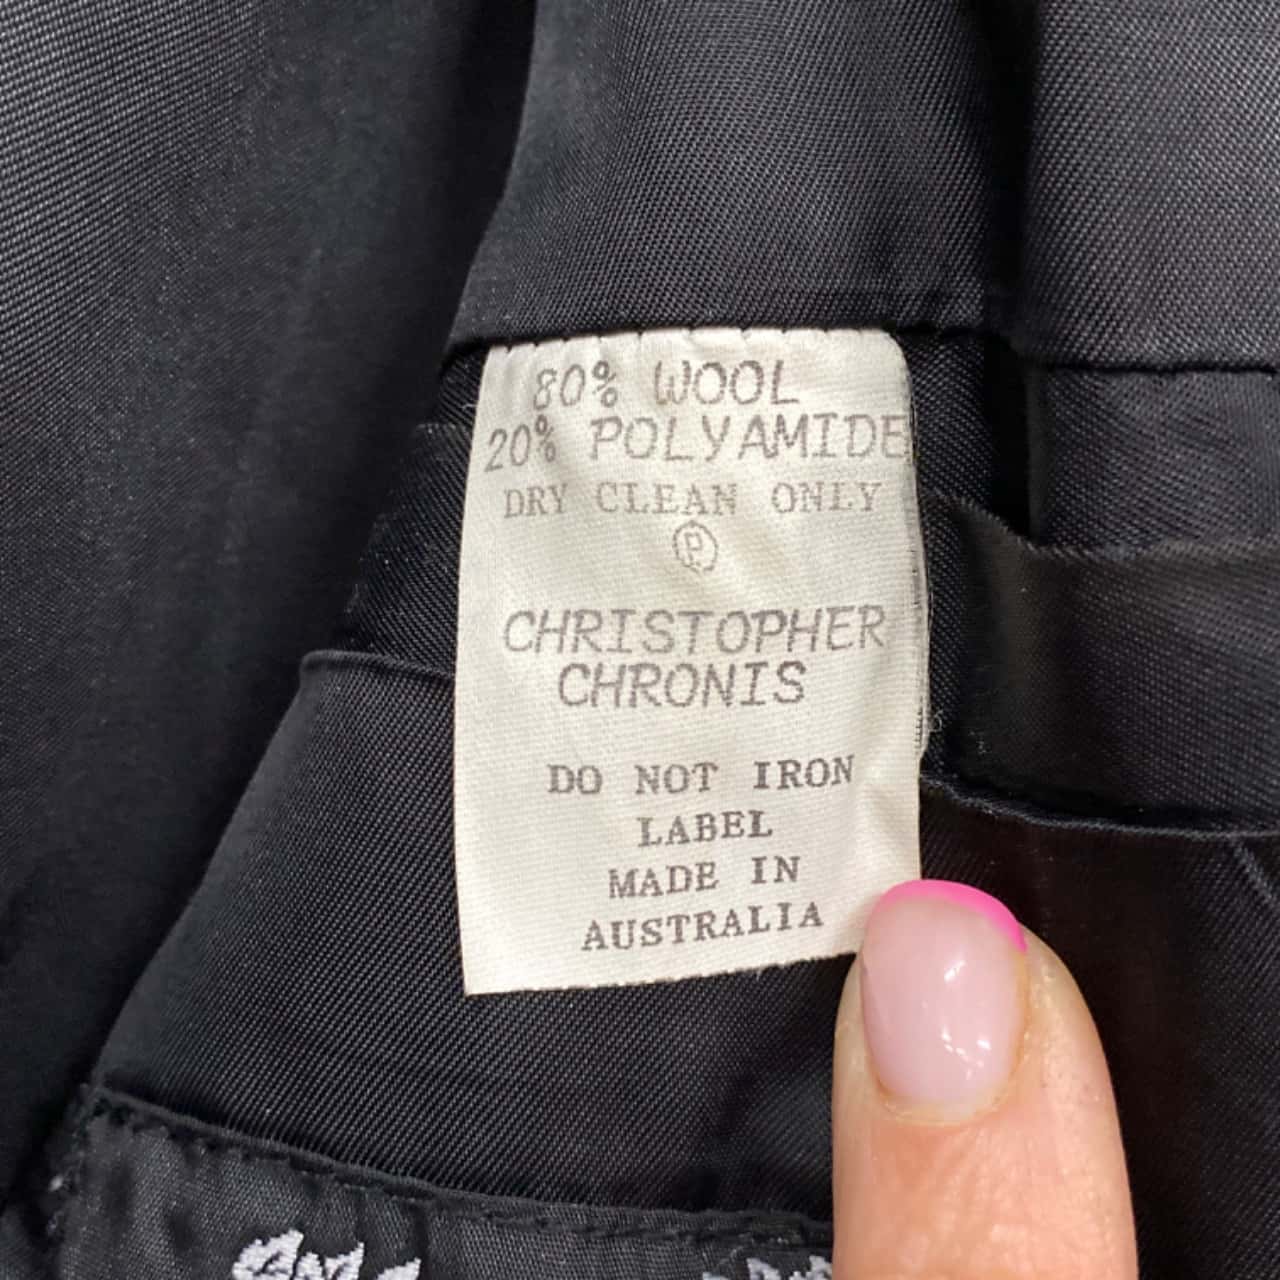 80% WOOL
20% POLYAMIDE
DRY CLEAN ONLY
P
CHRISTOPHER
CHRONIS
DO NOT IRON
LABEL
MADE IN
AUSTRALIA